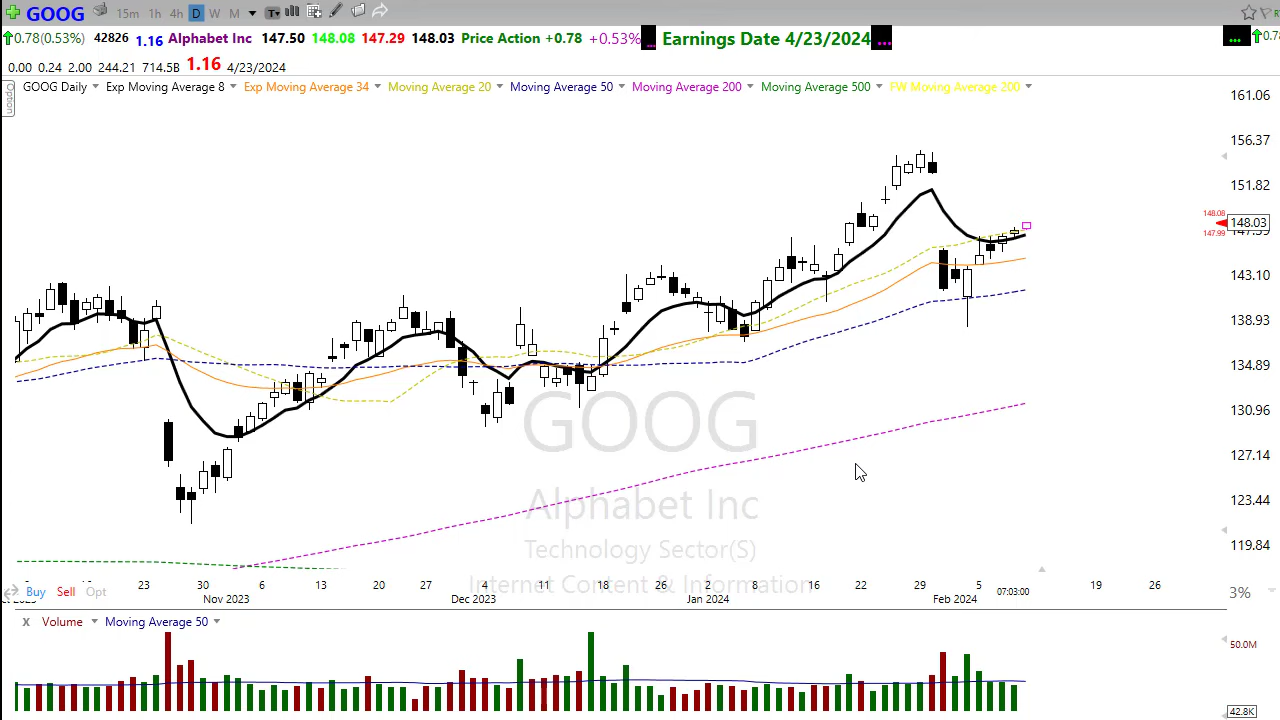 GOOG 15m 1h 4h D W M T
0.78(0.53%) 42826 1.16 Alphabet Inc 147.50 148.08 147.29 148.03 Price Action +0.78 +0.53% ... Earnings Date 4/23/2024 ... ... 0.78
0.00 0.24 2.00 244.21 714.5B 1.16 4/23/2024
Option
GOOG Daily Exp Moving Average 8 Exp Moving Average 34 Moving Average 20 Moving Average 50 Moving Average 200 Moving Average 500 FW Moving Average 200
161.06
156.37
151.82
148.08
148.03
147.99
143.10
138.93
134.89
130.96
127.14
123.44
119.84
GOOG
Alphabet Inc
Technology Sector(S)
Internet Content & Information
23 30 6 13 20 27 4 11 18 26 2 8 16 22 29 5 19 26
Buy Sell Opt
Nov 2023 Dec 2023 Jan 2024 Feb 2024 07:03:00
3%
X Volume Moving Average 50
50.0M
42.8K